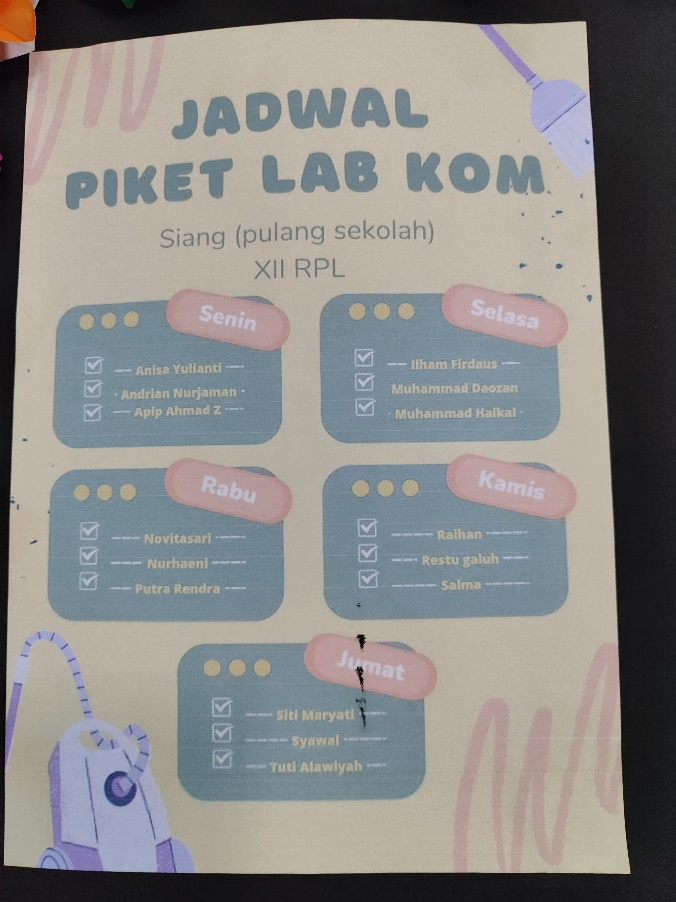 JADWAL
PIKET LAB KOM
Siang (pulang sekolah)
XII RPL
Senin
Anisa Yulianti
Andrian Nurjaman
Apip Ahmad Z
Selasa
Ilham Firdaus
Muhammad Daozan
Muhammad Haikal
Rabu
Novitasari
Nurhaeni
Putra Rendra
Kamis
Raihan
Restu galuh
Salma
Jumat
Siti Maryati
Syawal
Tuti Alawiyah